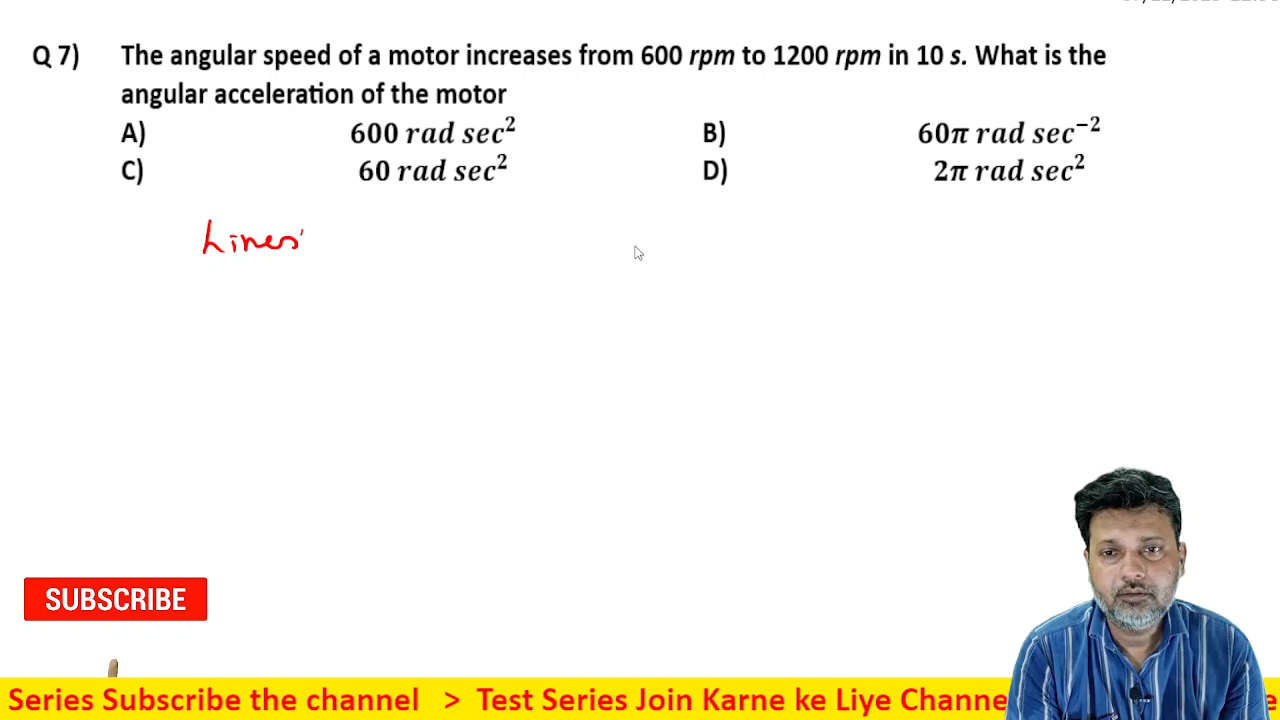 Q 7) The angular speed of a motor increases from 600 rpm to 1200 rpm in 10 s. What is the
angular acceleration of the motor
A) 600 rad sec² B) 60π rad sec⁻²
C) 60 rad sec² D) 2π rad sec²
Linea
SUBSCRIBE
Series Subscribe the channel > Test Series Join Karne ke Liye Channe